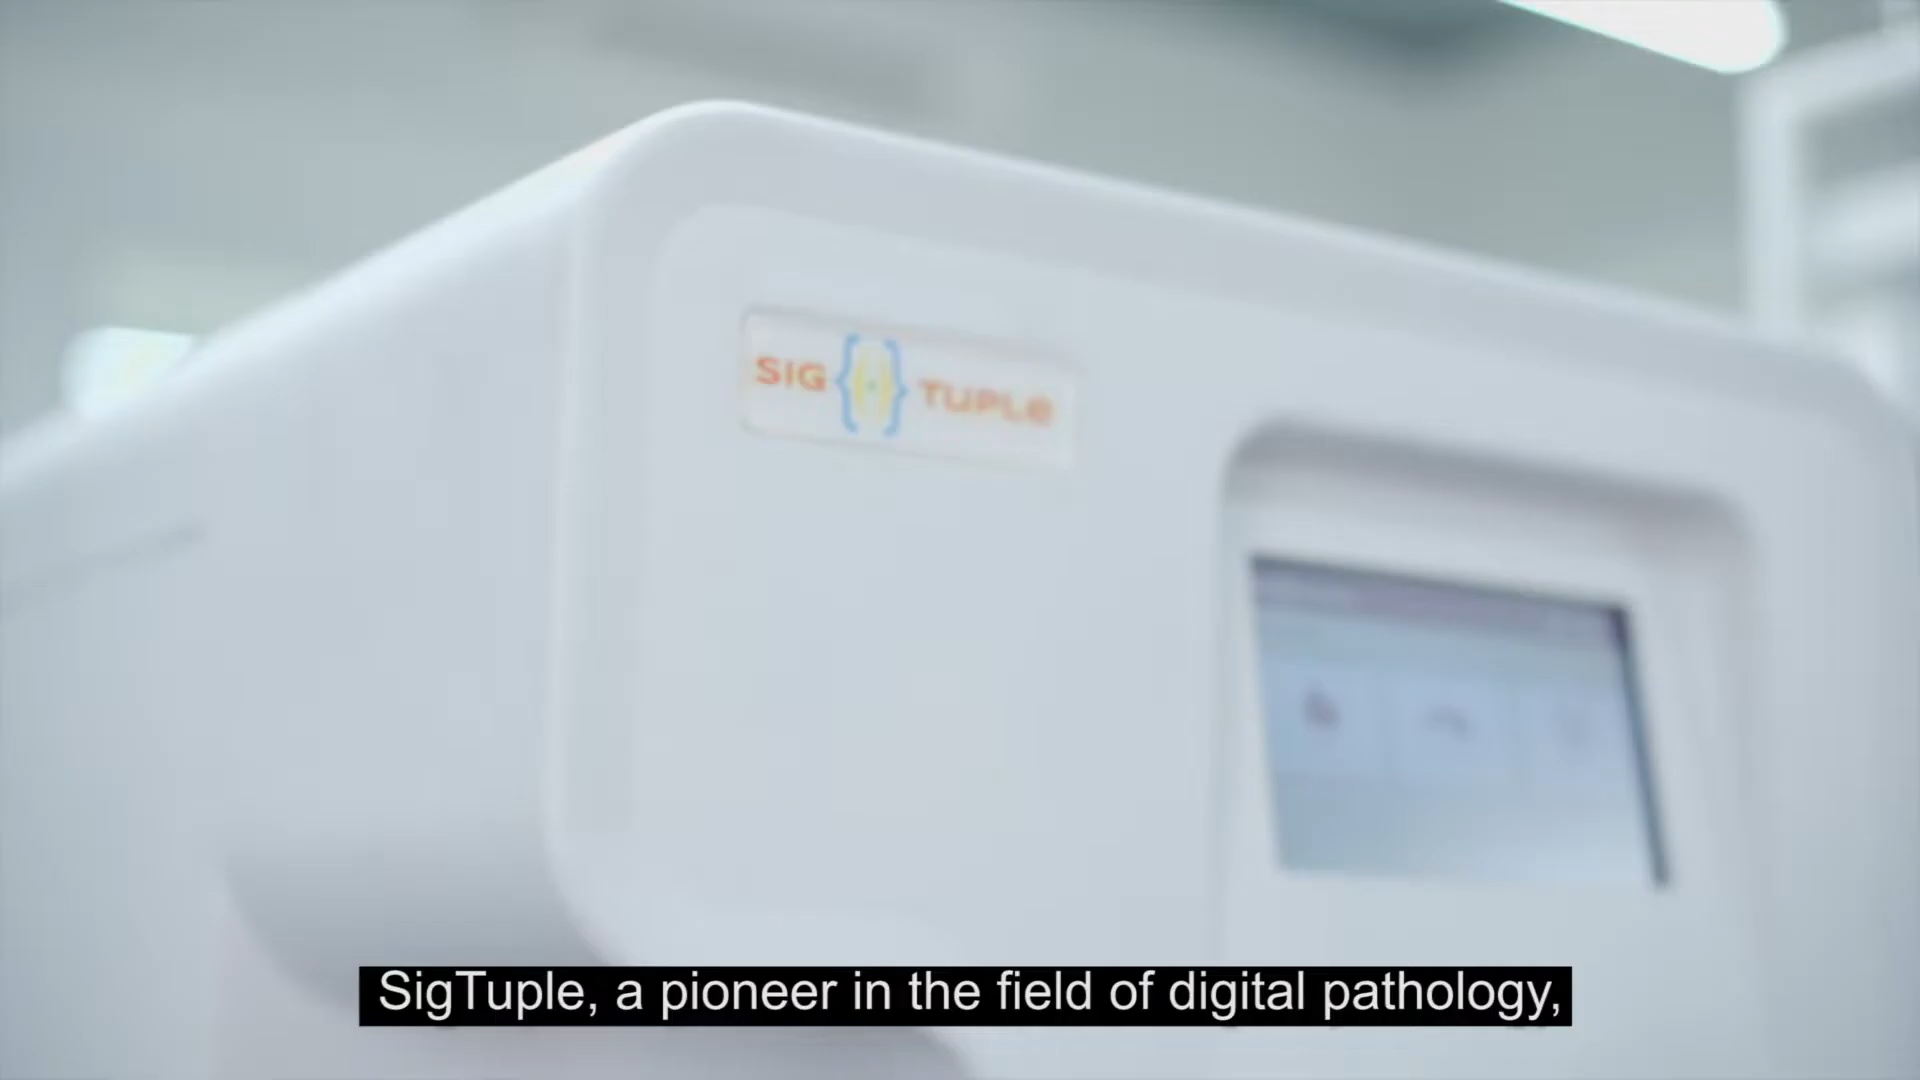 SIG {·} TUPLE
SigTuple, a pioneer in the field of digital pathology,